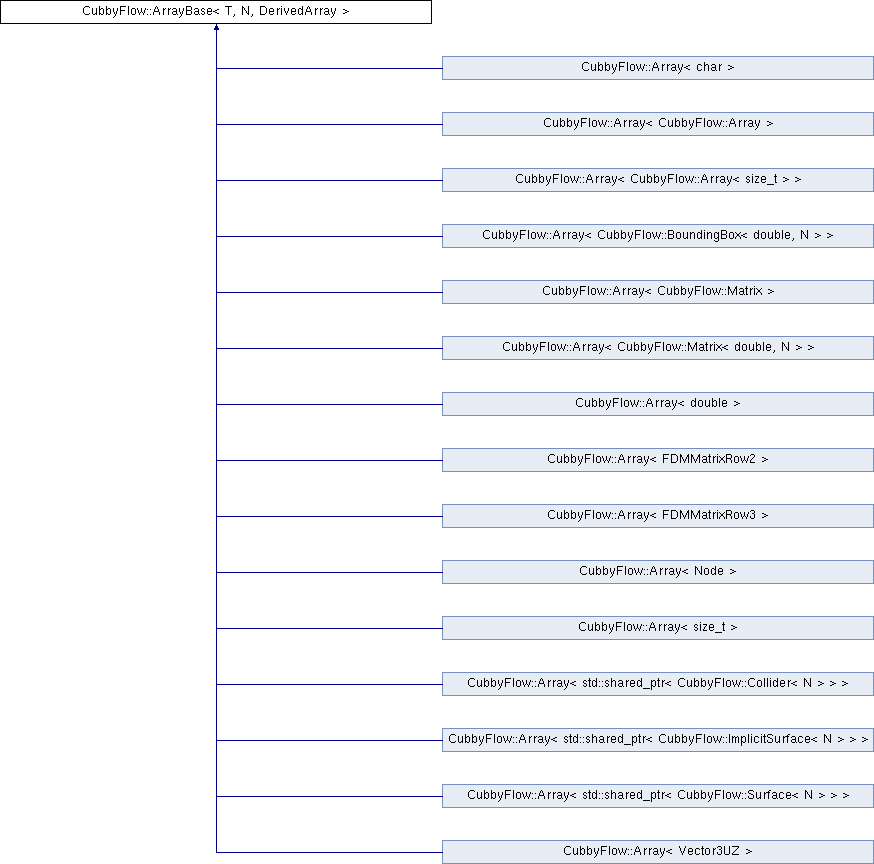 CubbyFlow::ArrayBase< T, N, DerivedArray >
CubbyFlow::Array< char >
CubbyFlow::Array< CubbyFlow::Array >
CubbyFlow::Array< CubbyFlow::Array< size_t > >
CubbyFlow::Array< CubbyFlow::BoundingBox< double, N > >
CubbyFlow::Array< CubbyFlow::Matrix >
CubbyFlow::Array< CubbyFlow::Matrix< double, N > >
CubbyFlow::Array< double >
CubbyFlow::Array< FDMMatrixRow2 >
CubbyFlow::Array< FDMMatrixRow3 >
CubbyFlow::Array< Node >
CubbyFlow::Array< size_t >
CubbyFlow::Array< std::shared_ptr< CubbyFlow::Collider< N > > >
CubbyFlow::Array< std::shared_ptr< CubbyFlow::ImplicitSurface< N > > >
CubbyFlow::Array< std::shared_ptr< CubbyFlow::Surface< N > > >
CubbyFlow::Array< Vector3UZ >